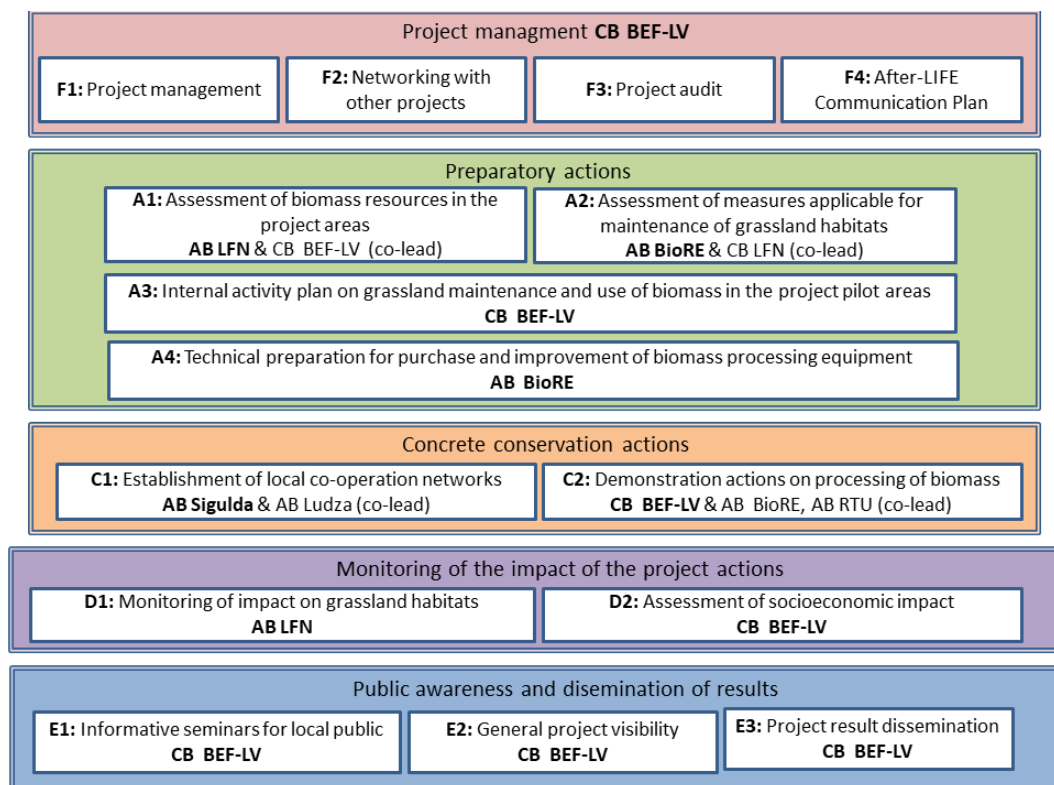 Project managment CB BEF-LV
F1: Project management
F2: Networking with
other projects
F3: Project audit
F4: After-LIFE
Communication Plan
Preparatory actions
A1: Assessment of biomass resources in the
project areas
AB LFN & CB BEF-LV (co-lead)
A2: Assessment of measures applicable for
maintenance of grassland habitats
AB BioRE & CB LFN (co-lead)
A3: Internal activity plan on grassland maintenance and use of biomass in the project pilot areas
CB BEF-LV
A4: Technical preparation for purchase and improvement of biomass processing equipment
AB BioRE
Concrete conservation actions
C1: Establishment of local co-operation networks
AB Sigulda & AB Ludza (co-lead)
C2: Demonstration actions on processing of biomass
CB BEF-LV & AB BioRE, AB RTU (co-lead)
Monitoring of the impact of the project actions
D1: Monitoring of impact on grassland habitats
AB LFN
D2: Assessment of socioeconomic impact
CB BEF-LV
Public awareness and disemination of results
E1: Informative seminars for local public
CB BEF-LV
E2: General project visibility
CB BEF-LV
E3: Project result dissemination
CB BEF-LV